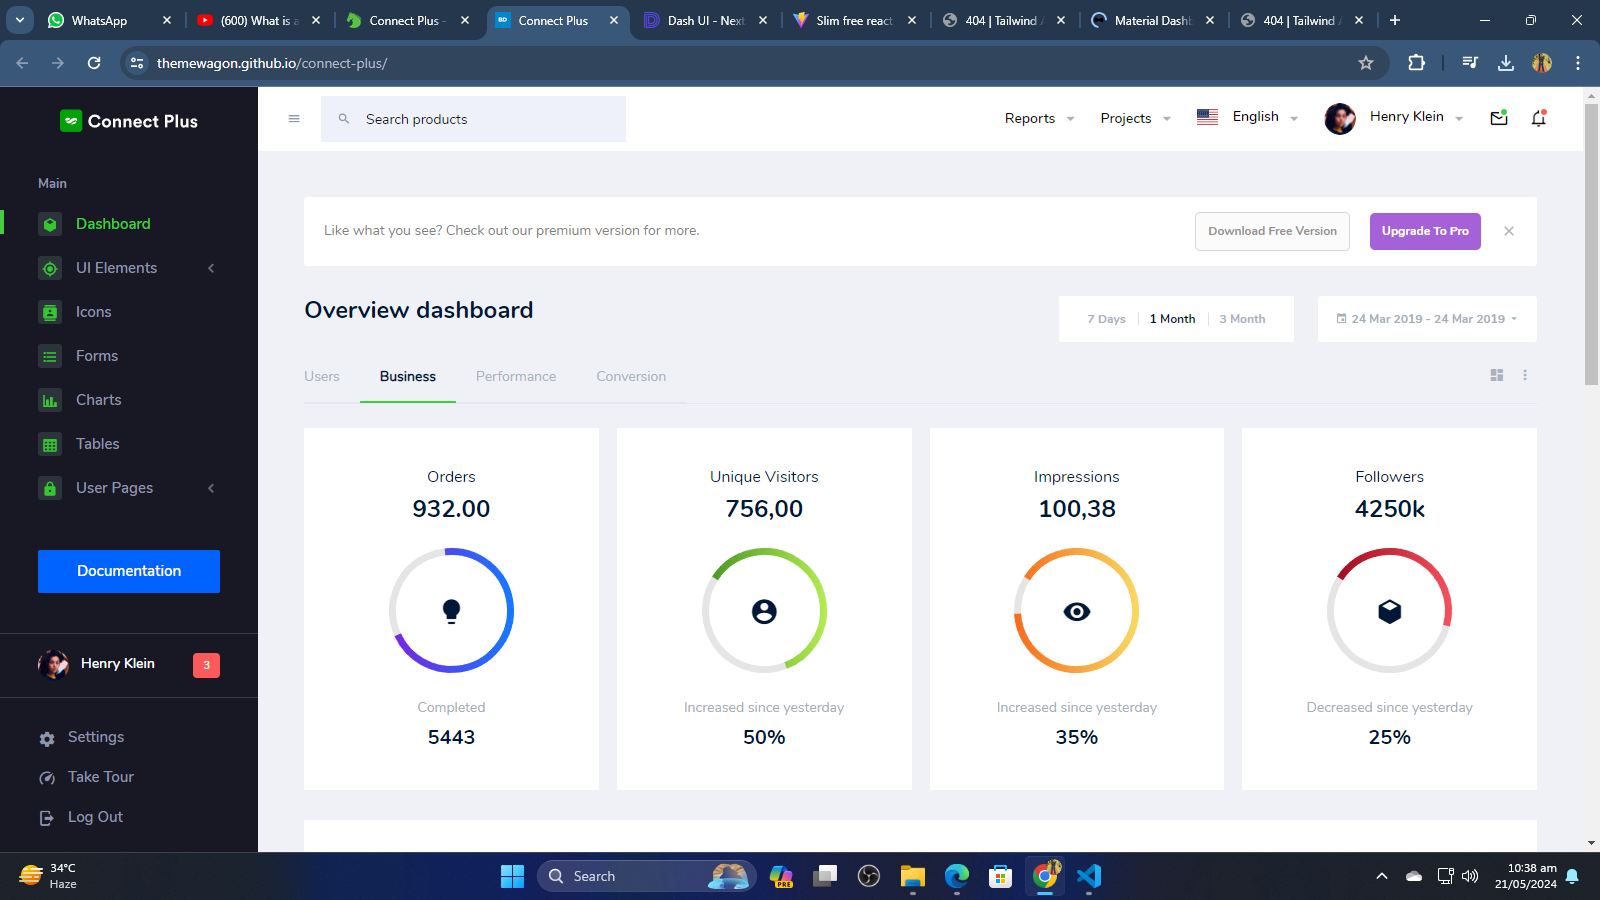 WhatsApp
(600) What is a
Connect Plus -
BD Connect Plus
Dash UI - Next
Slim free react
404 | Tailwind A
Material Dashb
404 | Tailwind A
themewagon.github.io/connect-plus/
Connect Plus
Search products
Reports
Projects
English
Henry Klein
Main
Dashboard
UI Elements
Icons
Forms
Charts
Tables
User Pages
Documentation
Henry Klein
3
Settings
Take Tour
Log Out
Like what you see? Check out our premium version for more.
Download Free Version
Upgrade To Pro
Overview dashboard
7 Days
1 Month
3 Month
24 Mar 2019 - 24 Mar 2019
Users
Business
Performance
Conversion
Orders
932.00
Completed
5443
Unique Visitors
756,00
Increased since yesterday
50%
Impressions
100,38
Increased since yesterday
35%
Followers
4250k
Decreased since yesterday
25%
34°C
Haze
Search
PRE
10:38 am
21/05/2024